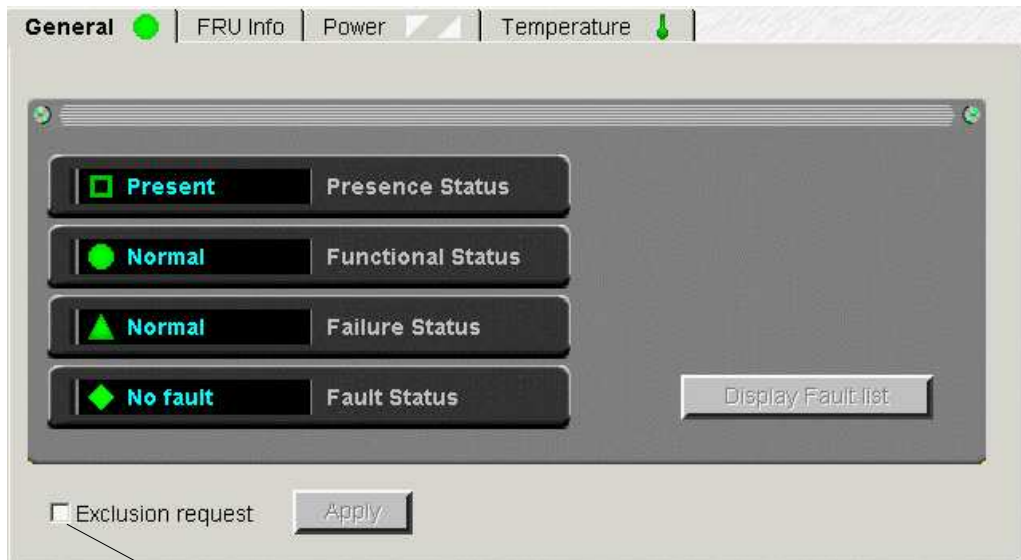 General FRU Info Power Temperature
Present Presence Status
Normal Functional Status
Normal Failure Status
No fault Fault Status
Display Fault list
Exclusion request Apply